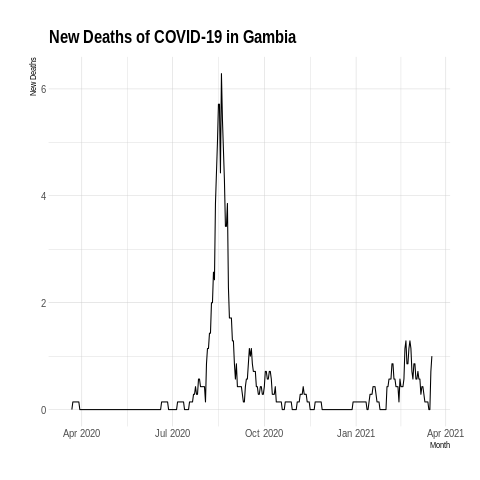 New Deaths of COVID-19 in Gambia
New Deaths
6
4
2
0
Apr 2020 Jul 2020 Oct 2020 Jan 2021 Apr 2021
Month